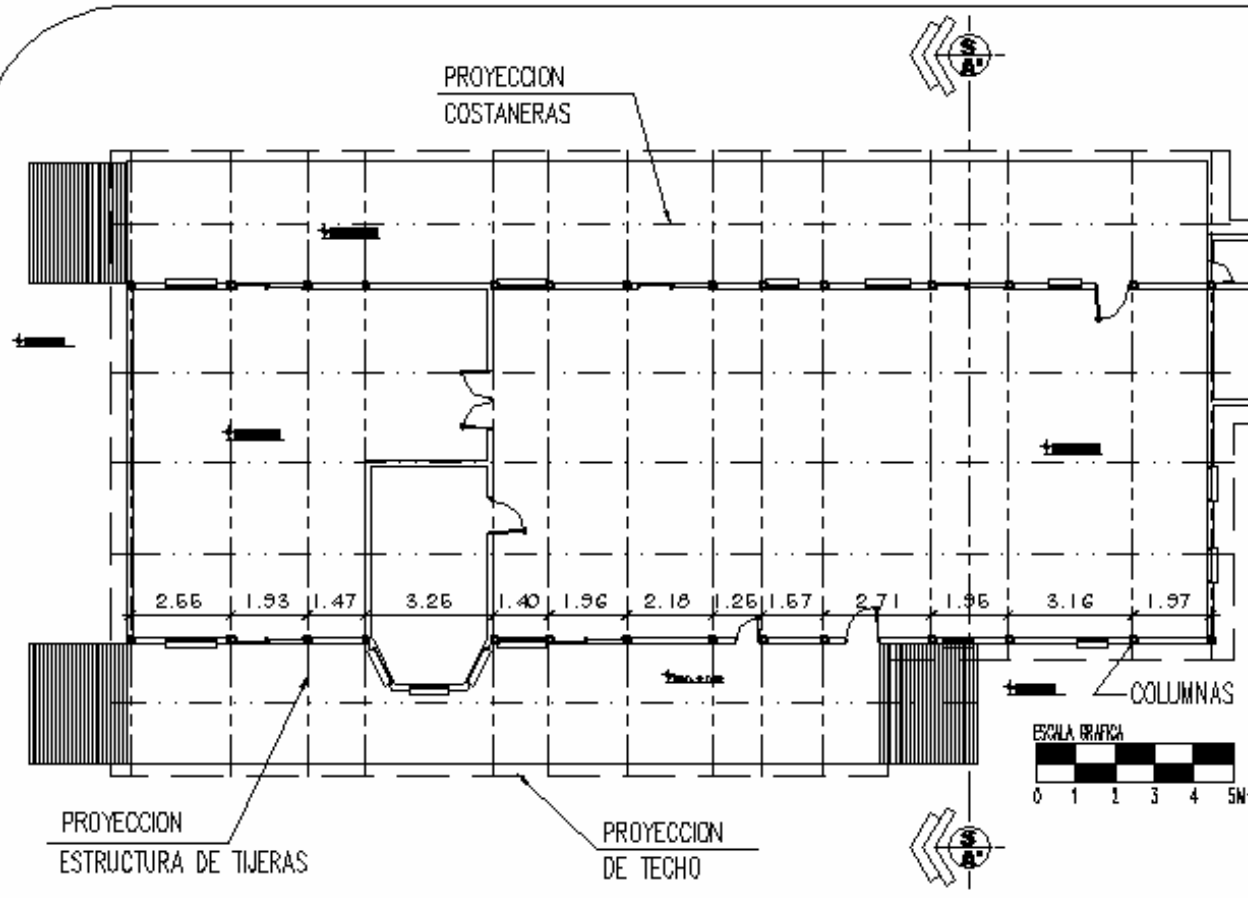 S
A'
PROYECCION
COSTANERAS
2.55 1.93 1.47 3.25 1.40 1.96 2.18 1.25 1.57 2.71 1.95 3.16 1.97
COLUMNAS
ESCALA GRAFICA
0 1 2 3 4 5M
PROYECCION
ESTRUCTURA DE TIJERAS
PROYECCION
DE TECHO
S
A'